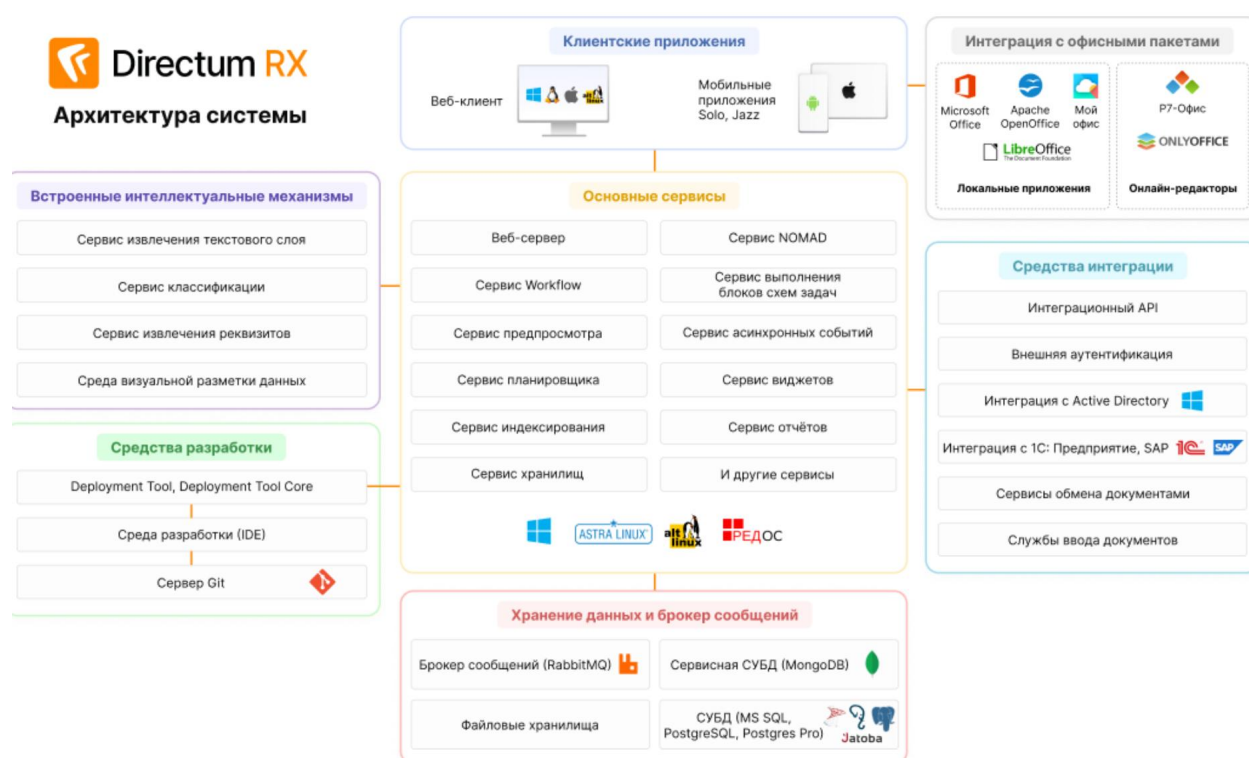 Directum RX
Архитектура системы
Клиентские приложения
Веб-клиент
alt linux
Мобильные
приложения
Solo, Jazz
Интеграция с офисными пакетами
Microsoft
Office
Apache
OpenOffice
Мой
офис
LibreOffice
The Document Foundation
Локальные приложения
Р7-Офис
ONLYOFFICE
Онлайн-редакторы
Встроенные интеллектуальные механизмы
Сервис извлечения текстового слоя
Сервис классификации
Сервис извлечения реквизитов
Среда визуальной разметки данных
Средства разработки
Deployment Tool, Deployment Tool Core
Среда разработки (IDE)
Сервер Git
Основные сервисы
Веб-сервер
Сервис NOMAD
Сервис Workflow
Сервис выполнения
блоков схем задач
Сервис предпросмотра
Сервис асинхронных событий
Сервис планировщика
Сервис виджетов
Сервис индексирования
Сервис отчётов
Сервис хранилищ
И другие сервисы
ASTRA LINUX
alt
linux
РЕДОС
Средства интеграции
Интеграционный API
Внешняя аутентификация
Интеграция с Active Directory
Интеграция с 1С: Предприятие, SAP
1С
SAP
Сервисы обмена документами
Службы ввода документов
Хранение данных и брокер сообщений
Брокер сообщений (RabbitMQ)
Сервисная СУБД (MongoDB)
Файловые хранилища
СУБД (MS SQL,
PostgreSQL, Postgres Pro)
Jatoba